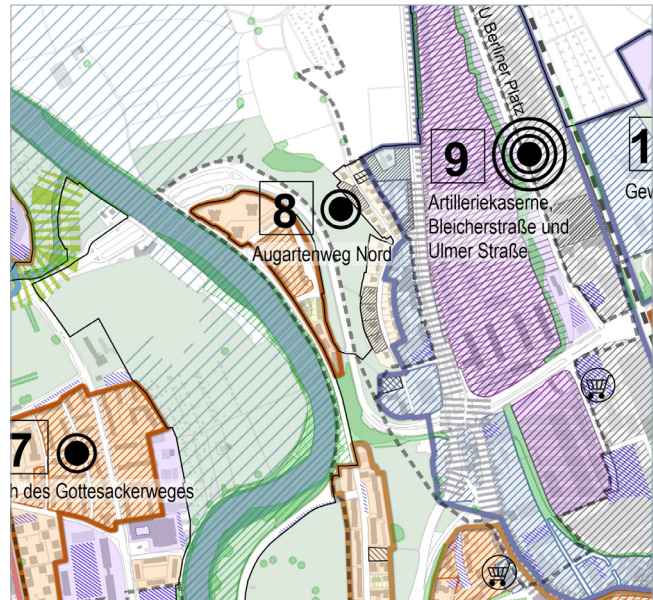 U Berliner Platz
9
1
Artilleriekaserne,
Bleicherstraße und
Ulmer Straße
Gew
8
Augartenweg Nord
7
h des Gottesackerweges